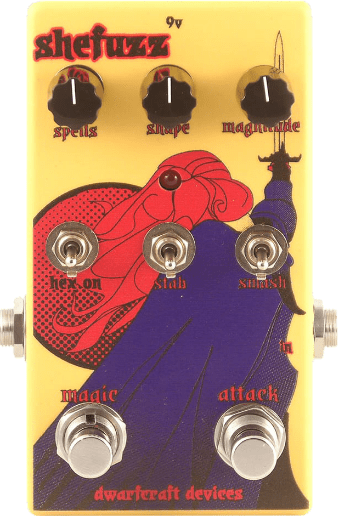 shefuzz
9v
spells shape magnitude
hex on stab smash
in
magic attack
dwarfcraft devices